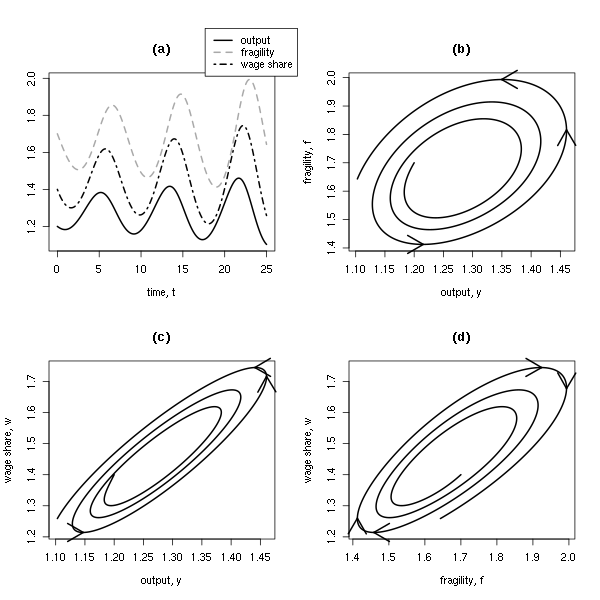 output
fragility
wage share
(a)
2.0
1.8
1.6
1.4
1.2
0 5 10 15 20 25
time, t
(b)
fragility, f
2.0
1.9
1.8
1.7
1.6
1.5
1.4
1.10 1.15 1.20 1.25 1.30 1.35 1.40 1.45
output, y
(c)
wage share, w
1.7
1.6
1.5
1.4
1.3
1.2
1.10 1.15 1.20 1.25 1.30 1.35 1.40 1.45
output, y
(d)
wage share, w
1.7
1.6
1.5
1.4
1.3
1.2
1.4 1.5 1.6 1.7 1.8 1.9 2.0
fragility, f